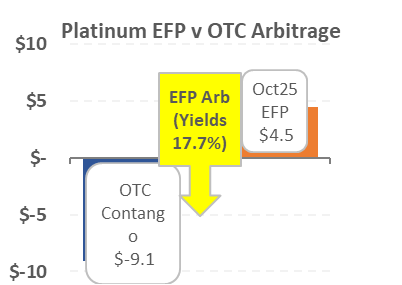 Platinum EFP v OTC Arbitrage
$10
$5
$-
$-5
$-10
EFP Arb
(Yields
17.7%)
Oct25
EFP
$4.5
OTC
Contang
o
$-9.1